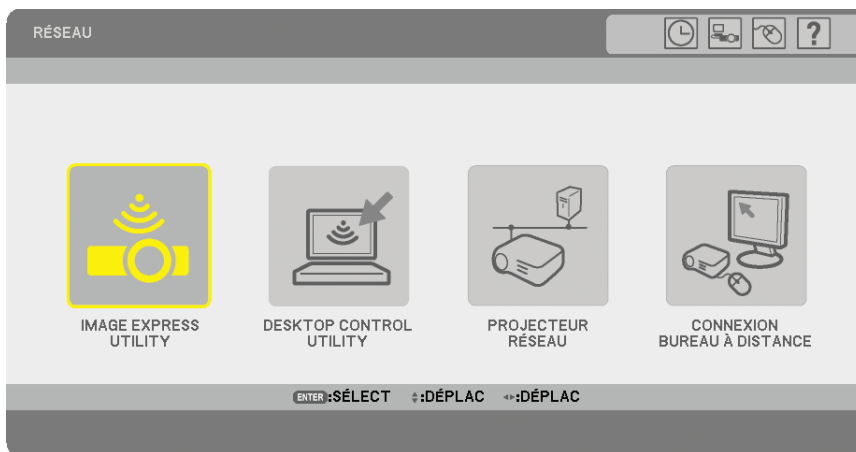 RÉSEAU
?
IMAGE EXPRESS
UTILITY
DESKTOP CONTROL
UTILITY
PROJECTEUR
RÉSEAU
CONNEXION
BUREAU À DISTANCE
ENTER:SÉLECT :DÉPLAC :DÉPLAC